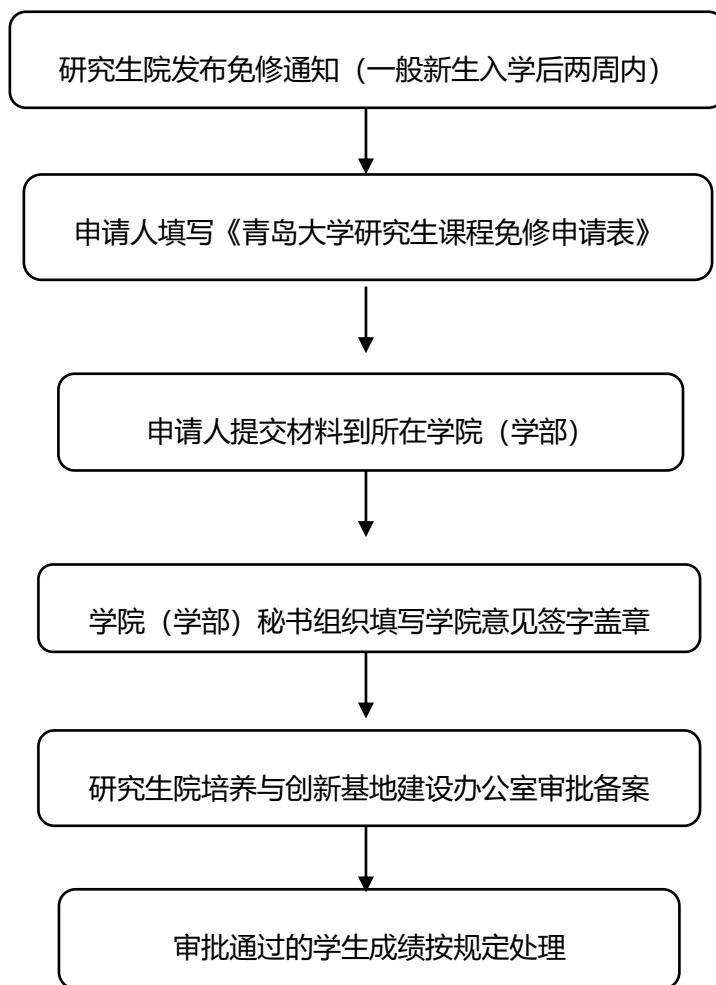 研究生院发布免修通知（一般新生入学后两周内）
申请人填写《青岛大学研究生课程免修申请表》
申请人提交材料到所在学院（学部）
学院（学部）秘书组织填写学院意见签字盖章
研究生院培养与创新基地建设办公室审批备案
审批通过的学生成绩按规定处理